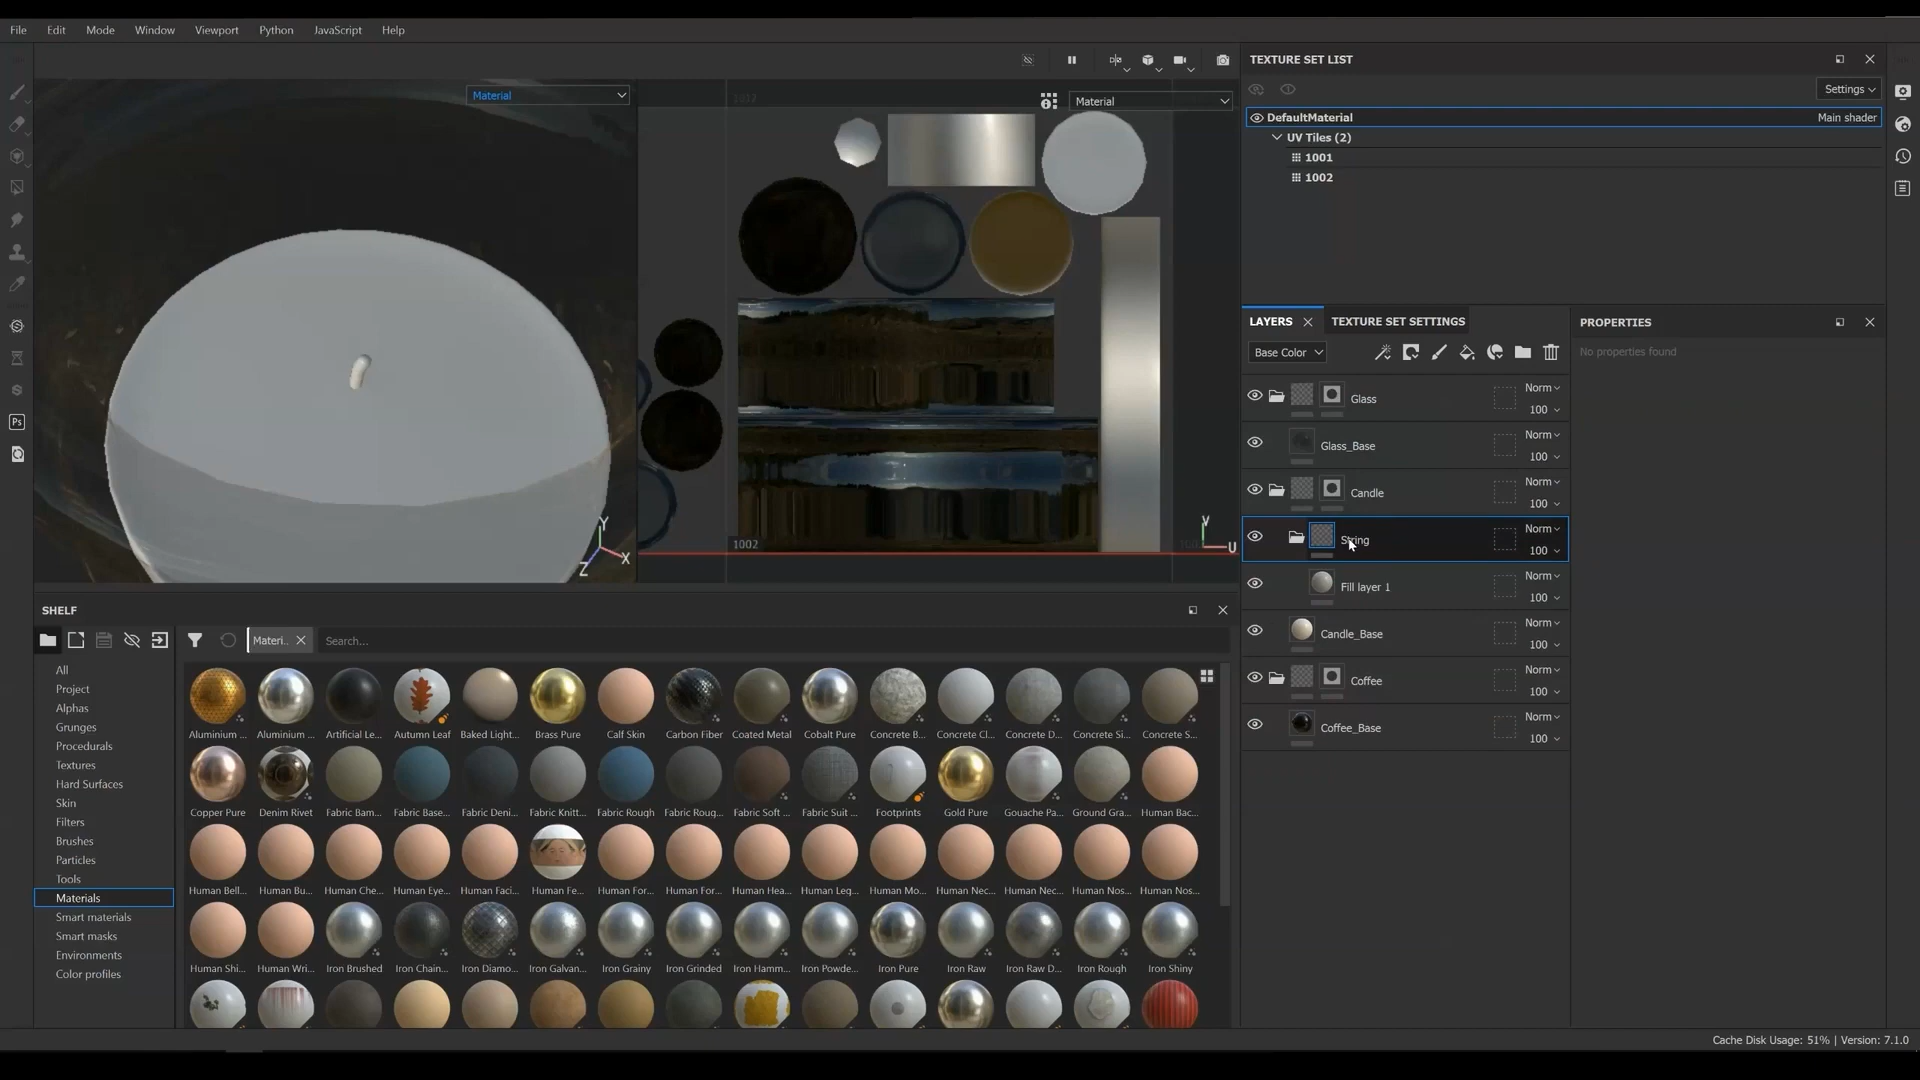 File Edit Mode Window Viewport Python JavaScript Help
Material
Material
1002
Y
X
Z
V
U
TEXTURE SET LIST
Settings
DefaultMaterial Main shader
UV Tiles (2)
1001
1002
LAYERS TEXTURE SET SETTINGS
Base Color
Glass Norm 100
Glass_Base Norm 100
Candle Norm 100
String Norm 100
Fill layer 1 Norm 100
Candle_Base Norm 100
Coffee Norm 100
Coffee_Base Norm 100
PROPERTIES
No properties found
Ps
SHELF
Materi.. Search...
All
Project
Alphas
Grunges
Procedurals
Textures
Hard Surfaces
Skin
Filters
Brushes
Particles
Tools
Materials
Smart materials
Smart masks
Environments
Color profiles
Aluminium ... Aluminium ... Artificial Le... Autumn Leaf Baked Light... Brass Pure Calf Skin Carbon Fiber Coated Metal Cobalt Pure Concrete B... Concrete Cl... Concrete D... Concrete Si... Concrete S...
Copper Pure Denim Rivet Fabric Bam... Fabric Base... Fabric Deni... Fabric Knitt... Fabric Rough Fabric Roug... Fabric Soft ... Fabric Suit ... Footprints Gold Pure Gouache Pa... Ground Gra... Human Bac...
Human Bell... Human Bu... Human Che... Human Eye... Human Faci... Human Fe... Human For... Human For... Human Hea... Human Leg... Human Mo... Human Nec... Human Nec... Human Nos... Human Nos...
Human Shi... Human Wri... Iron Brushed Iron Chain... Iron Diamo... Iron Galvan... Iron Grainy Iron Grinded Iron Hamm... Iron Powde... Iron Pure Iron Raw Iron Raw D... Iron Rough Iron Shiny
Cache Disk Usage: 51% | Version: 7.1.0